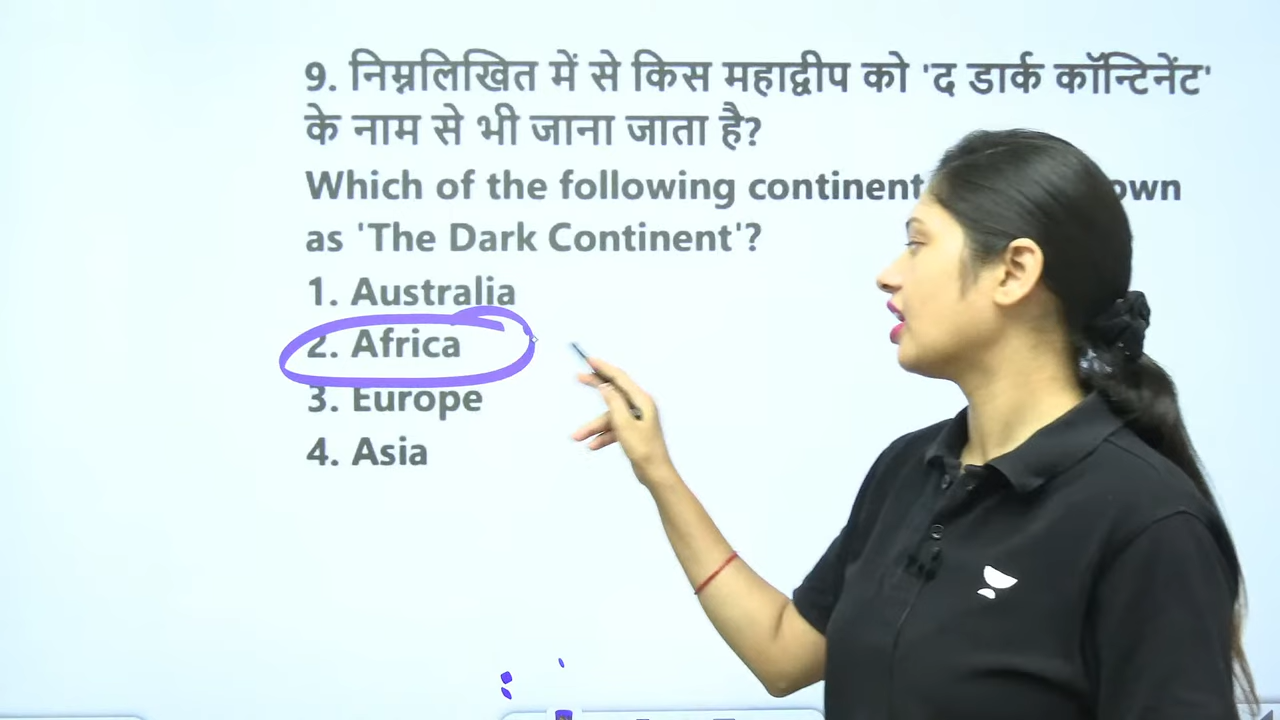 9. निम्नलिखित में से किस महाद्वीप को 'द डार्क कॉन्टिनेंट'
के नाम से भी जाना जाता है?
Which of the following continent own
as 'The Dark Continent'?
1. Australia
2. Africa
3. Europe
4. Asia